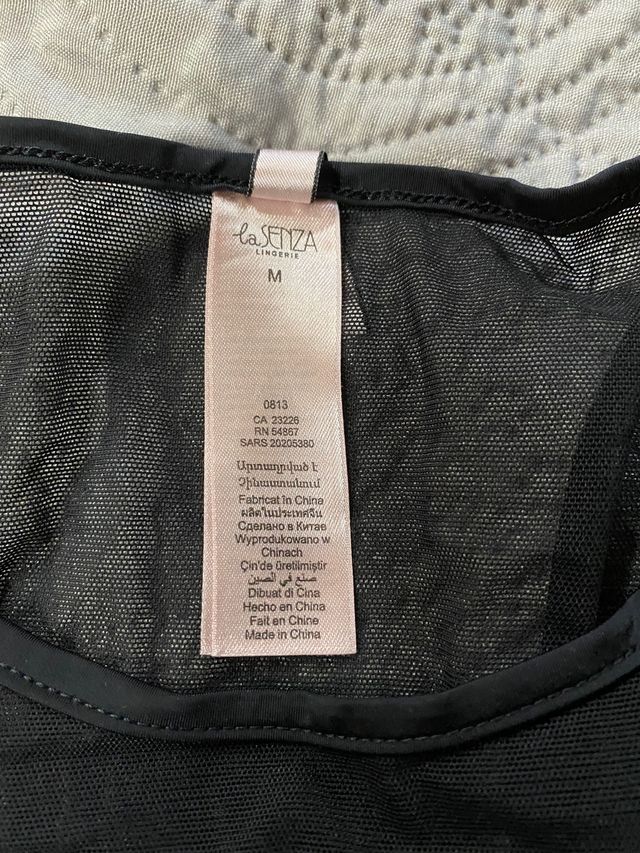 la SENZA
LINGERIE
M
0813
CA 23226
RN 54867
SARS 20205380
Արտադրված է
Չինաստանում
Fabricat în China
ผลิตในประเทศจีน
Сделано в Китае
Wyprodukowano w
Chinach
Çin'de üretilmiştir
صنع في الصين
Dibuat di Cina
Hecho en China
Fait en Chine
Made in China